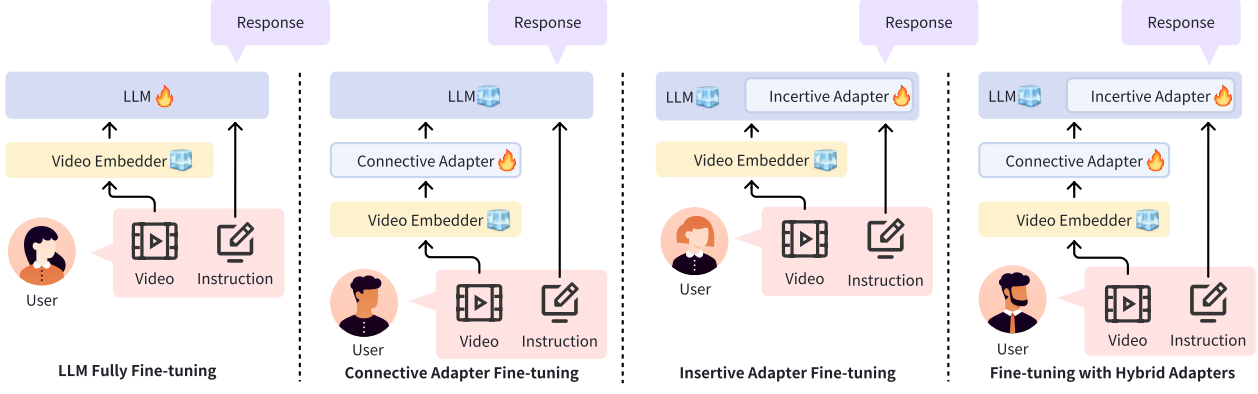 Response
LLM
Video Embedder
Video
Instruction
User
LLM Fully Fine-tuning
Response
LLM
Connective Adapter
Video Embedder
Video
Instruction
User
Connective Adapter Fine-tuning
Response
LLM
Incertive Adapter
Video Embedder
Video
Instruction
User
Insertive Adapter Fine-tuning
Response
LLM
Incertive Adapter
Connective Adapter
Video Embedder
Video
Instruction
User
Fine-tuning with Hybrid Adapters